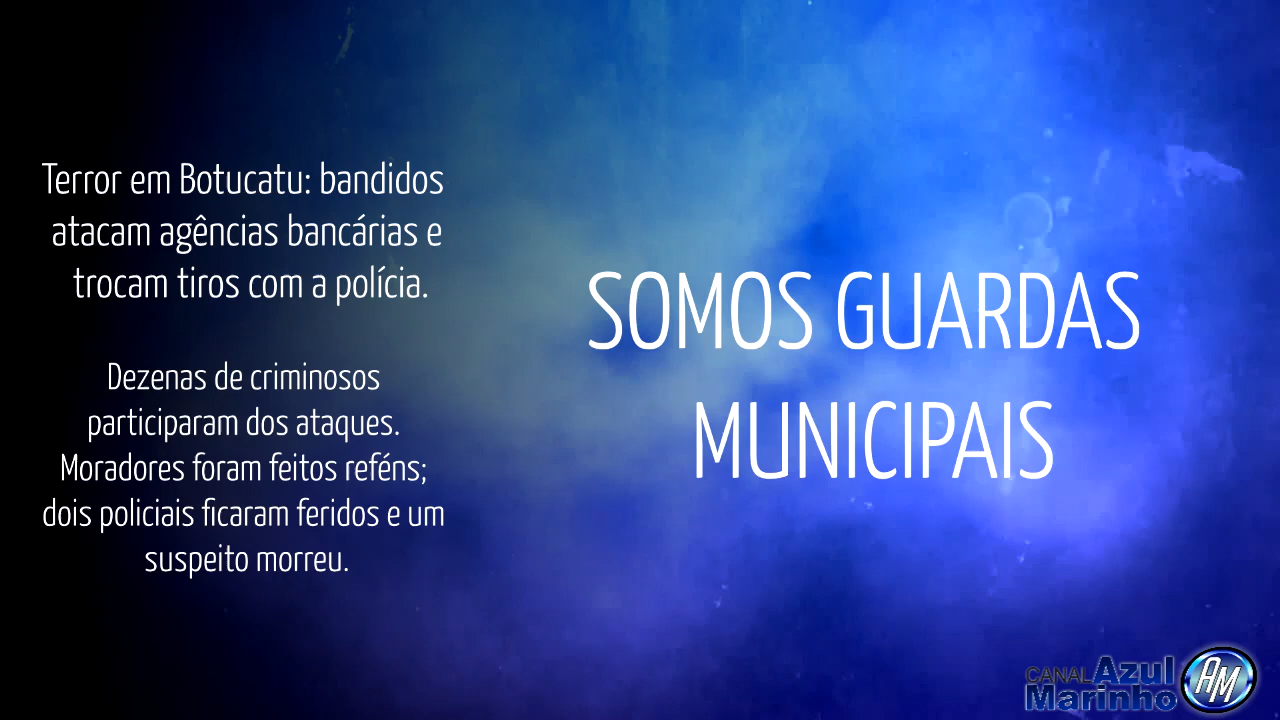 Terror em Botucatu: bandidos
atacam agências bancárias e
trocam tiros com a polícia.
Dezenas de criminosos
participaram dos ataques.
Moradores foram feitos reféns;
dois policiais ficaram feridos e um
suspeito morreu.
SOMOS GUARDAS
MUNICIPAIS
CANAL Azul
Marinho
AM